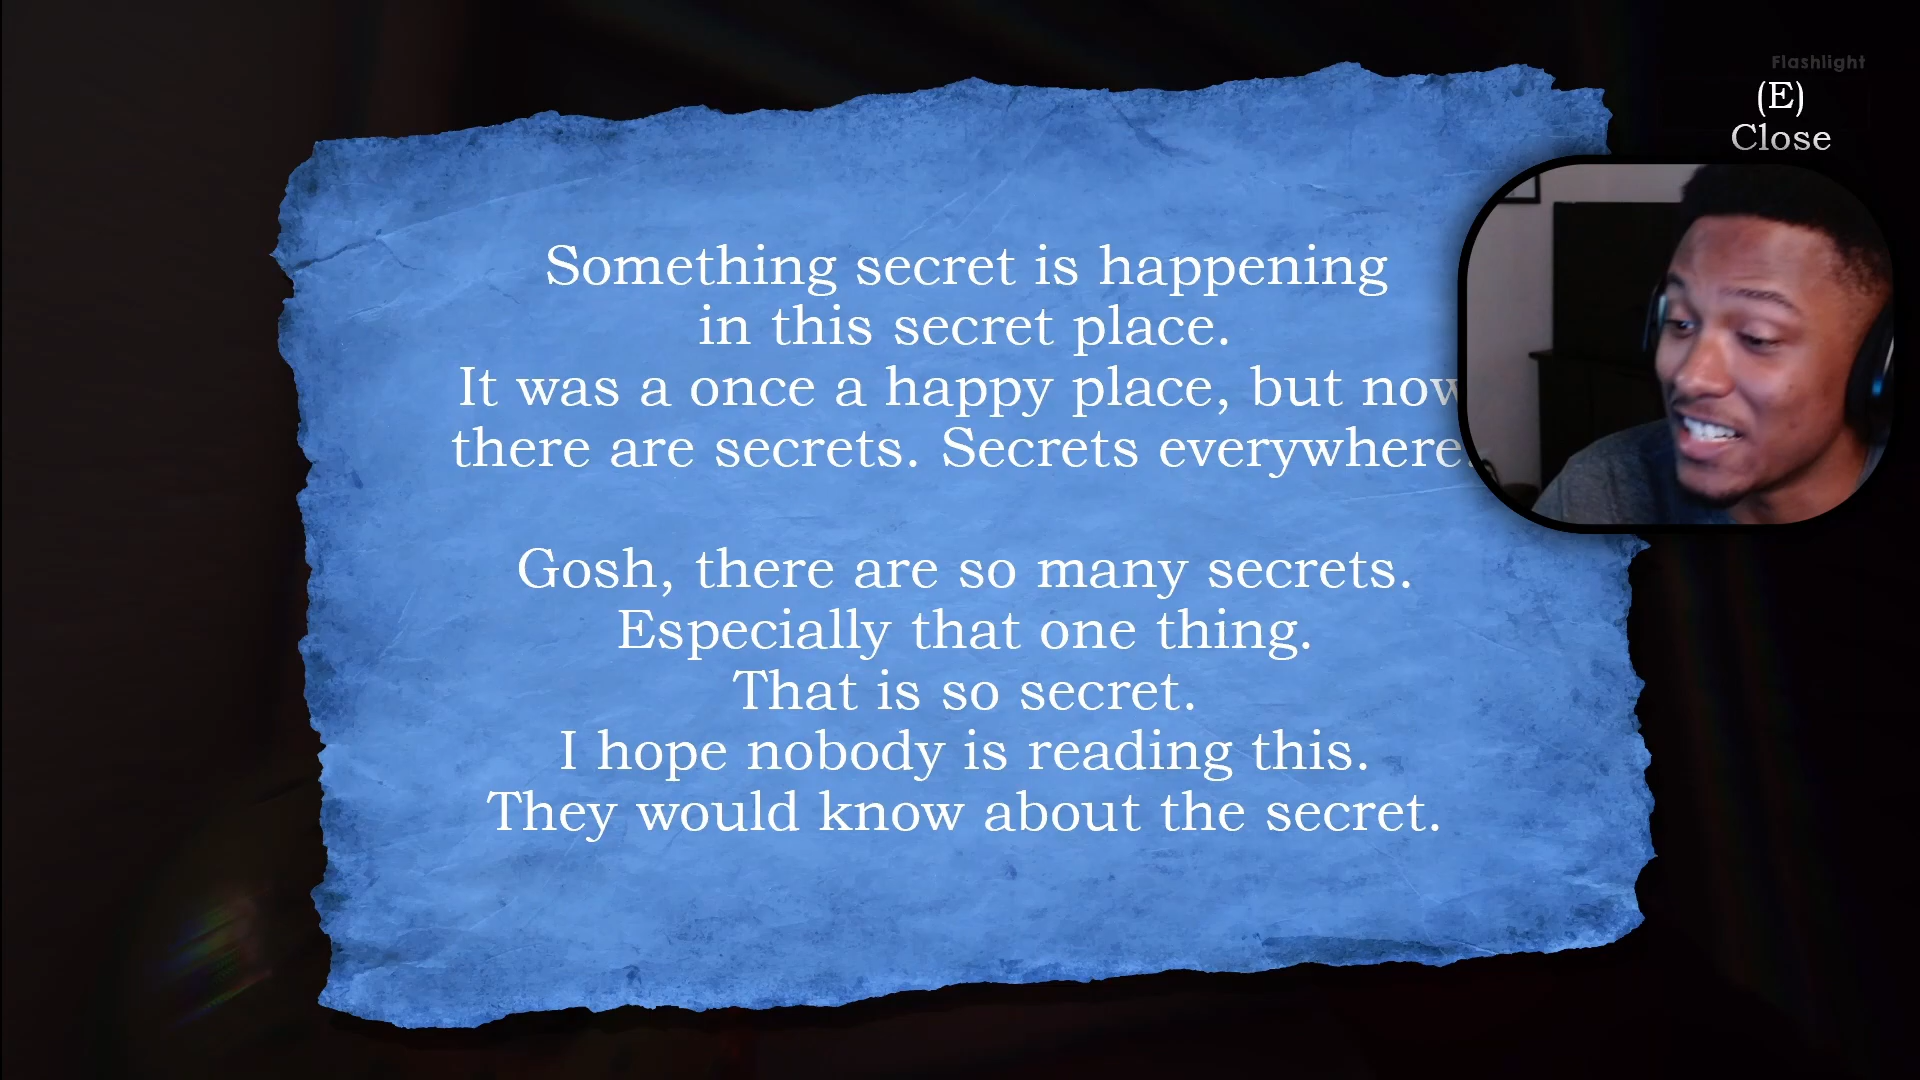 Flashlight
(E)
Close
Something secret is happening
in this secret place.
It was a once a happy place, but now
there are secrets. Secrets everywhere.
Gosh, there are so many secrets.
Especially that one thing.
That is so secret.
I hope nobody is reading this.
They would know about the secret.